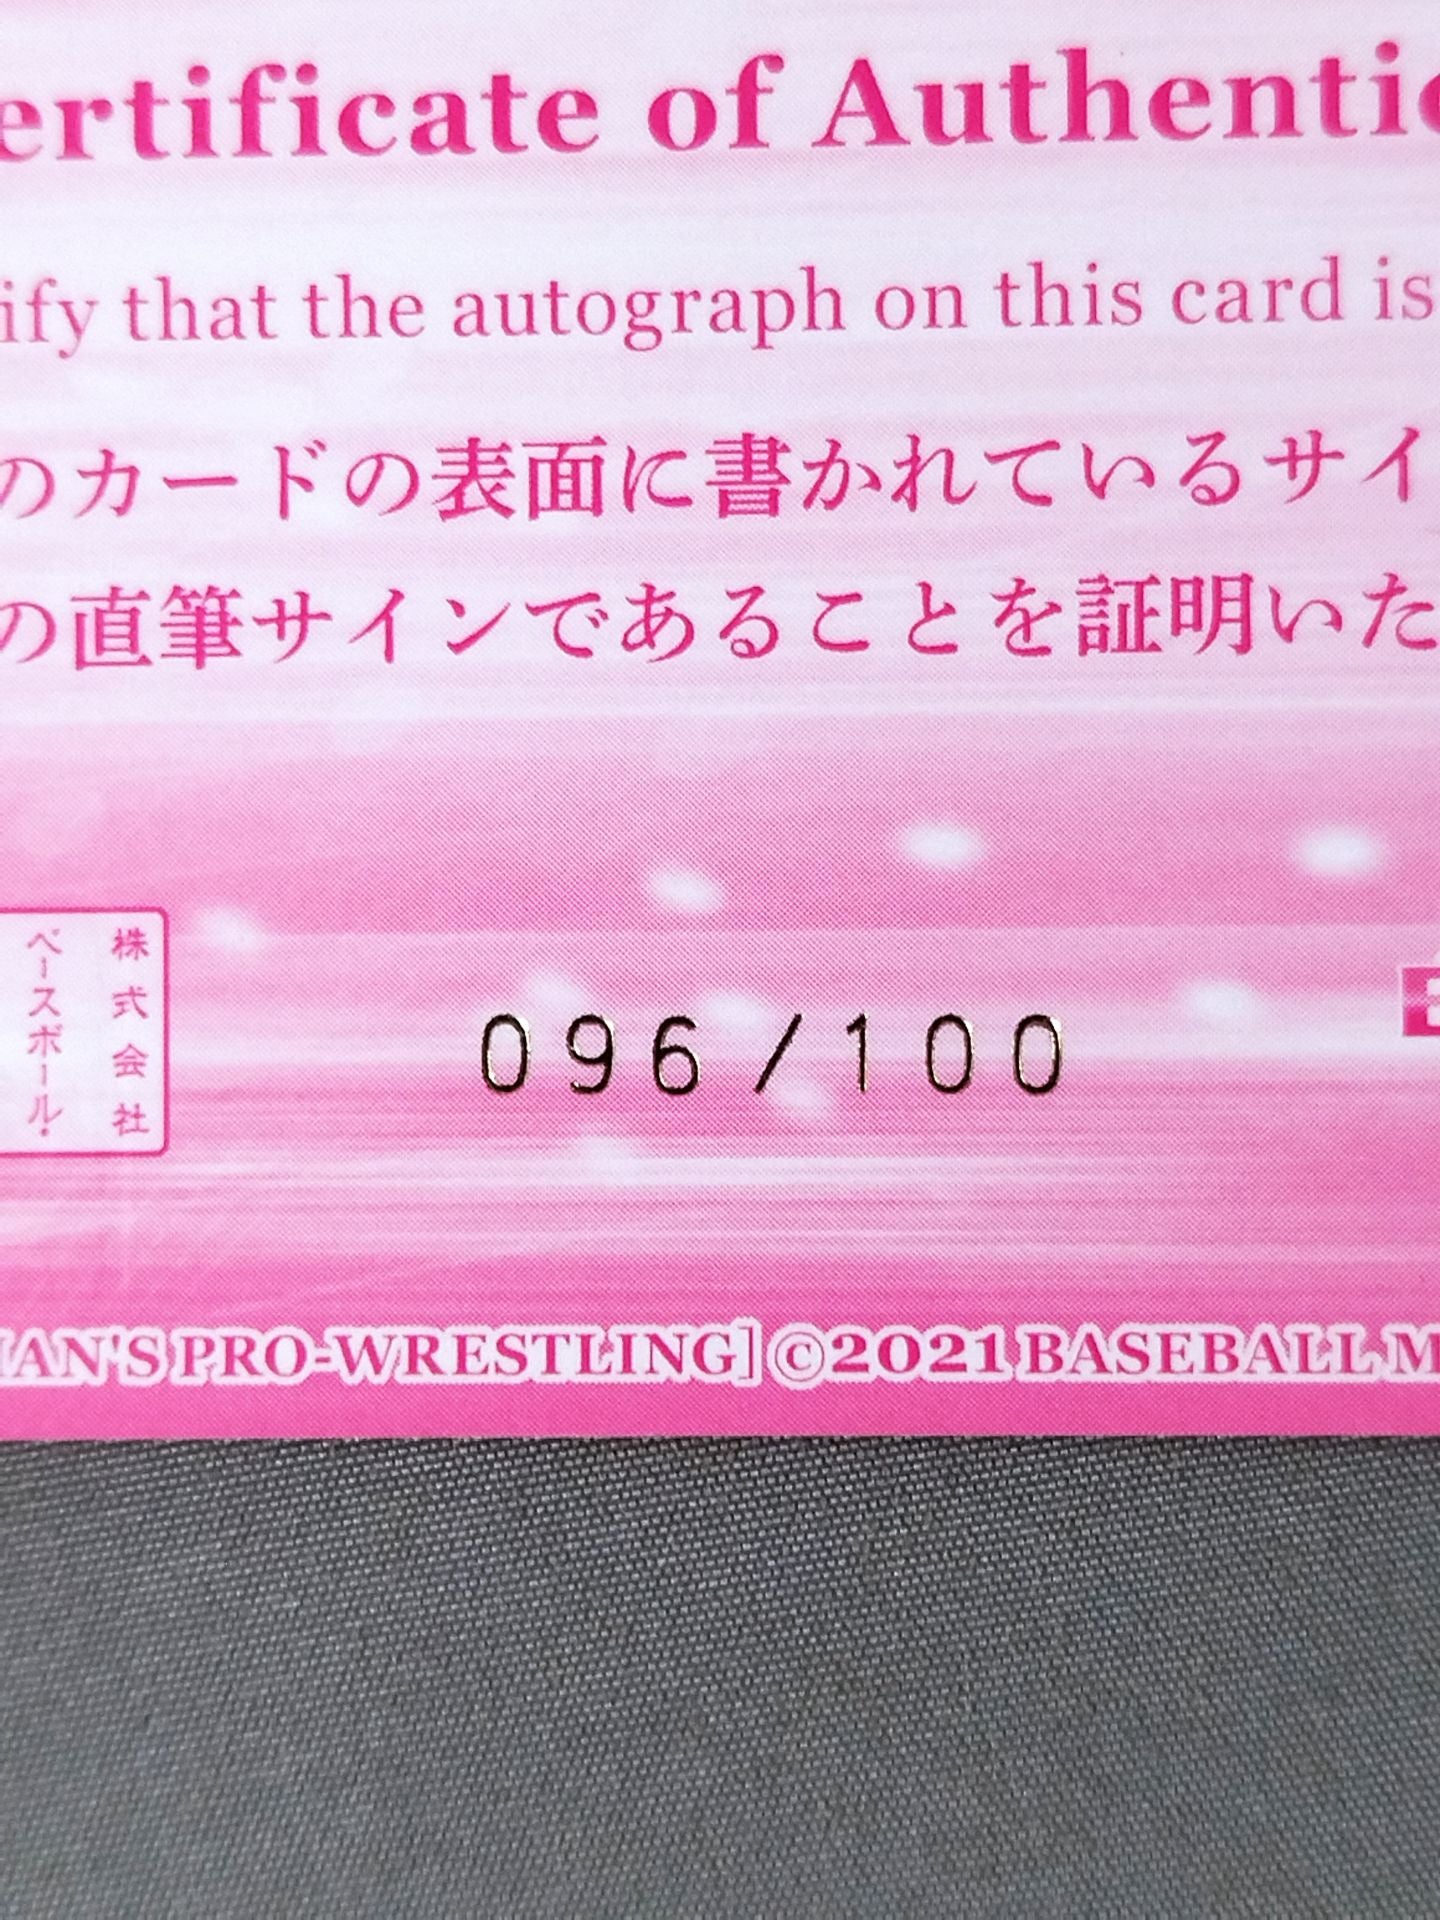 ertificate of Authentic
ify that the autograph on this card is
のカードの表面に書かれているサイ
の直筆サインであることを証明いた
株式会社
ベースボール・
096/100
MAN'S PRO-WRESTLING] ©2021 BASEBALL M